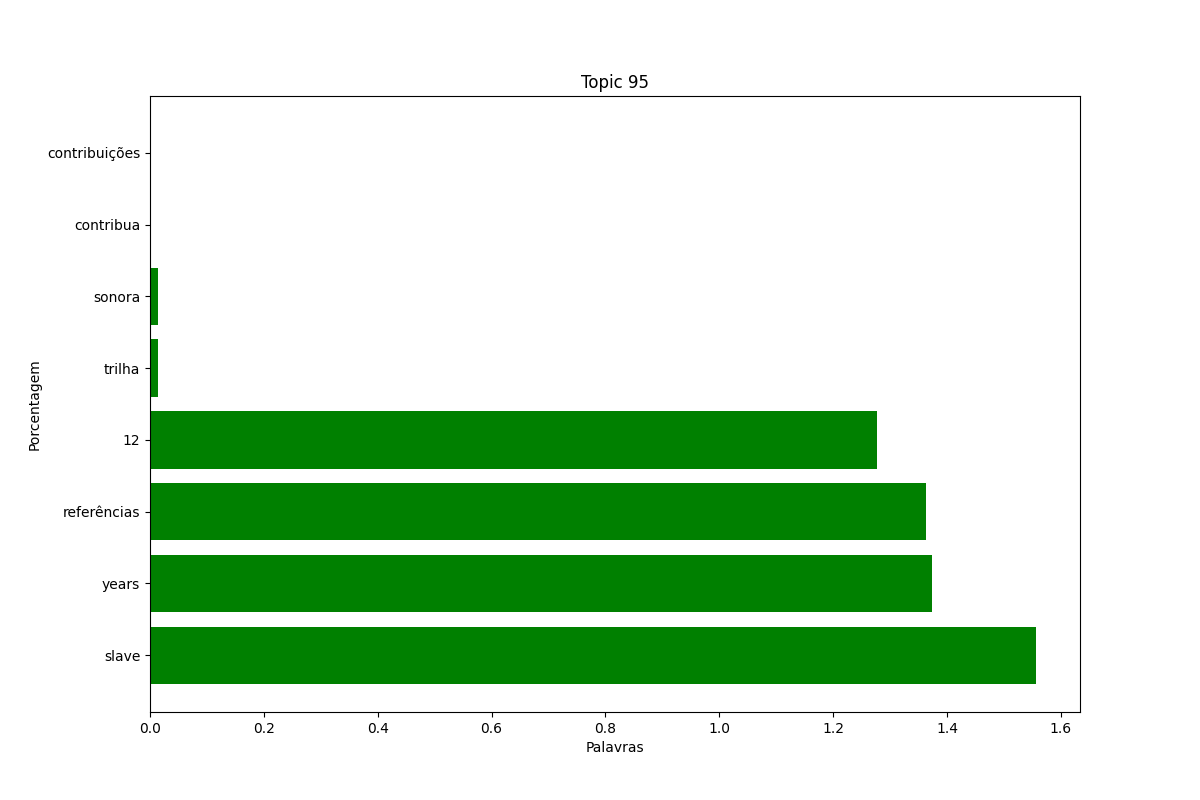 Topic 95
contribuições
contribua
sonora
trilha
12
referências
years
slave
Porcentagem
0.0 0.2 0.4 0.6 0.8 1.0 1.2 1.4 1.6
Palavras